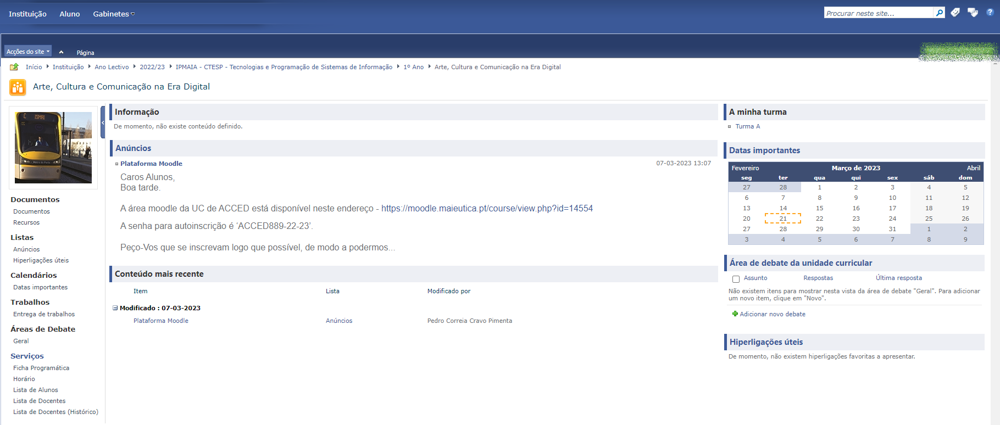 Instituição Aluno Gabinetes
Procurar neste site...
Acções do site Página
Início Instituição Ano Lectivo 2022/23 IPMAIA - CTESP - Tecnologias e Programação de Sistemas de Informação 1º Ano Arte, Cultura e Comunicação na Era Digital
Arte, Cultura e Comunicação na Era Digital
C ISMAI
Metro do Porto
Documentos
Documentos
Recursos
Listas
Anúncios
Hiperligações úteis
Calendários
Datas importantes
Trabalhos
Entrega de trabalhos
Áreas de Debate
Geral
Serviços
Ficha Programática
Horário
Lista de Alunos
Lista de Docentes
Lista de Docentes (Histórico)
Informação
De momento, não existe conteúdo definido.
Anúncios
Plataforma Moodle 07-03-2023 13:07
Caros Alunos,
Boa tarde.
A área moodle da UC de ACCED está disponível neste endereço - https://moodle.maieutica.pt/course/view.php?id=14554
A senha para autoinscrição é ‘ACCED889-22-23’.
Peço-Vos que se inscrevam logo que possível, de modo a podermos...
Conteúdo mais recente
Item Lista Modificado por
Modificado : 07-03-2023
Plataforma Moodle Anúncios Pedro Correia Cravo Pimenta
A minha turma
Turma A
Datas importantes
Fevereiro Março de 2023 Abril
seg ter qua qui sex sáb dom
27 28 1 2 3 4 5
6 7 8 9 10 11 12
13 14 15 16 17 18 19
20 21 22 23 24 25 26
27 28 29 30 31 1 2
3 4 5 6 7 8 9
Área de debate da unidade curricular
Assunto Respostas Última resposta
Não existem itens para mostrar nesta vista da área de debate "Geral". Para adicionar
um novo item, clique em "Novo".
Adicionar novo debate
Hiperligações úteis
De momento, não existem hiperligações favoritas a apresentar.